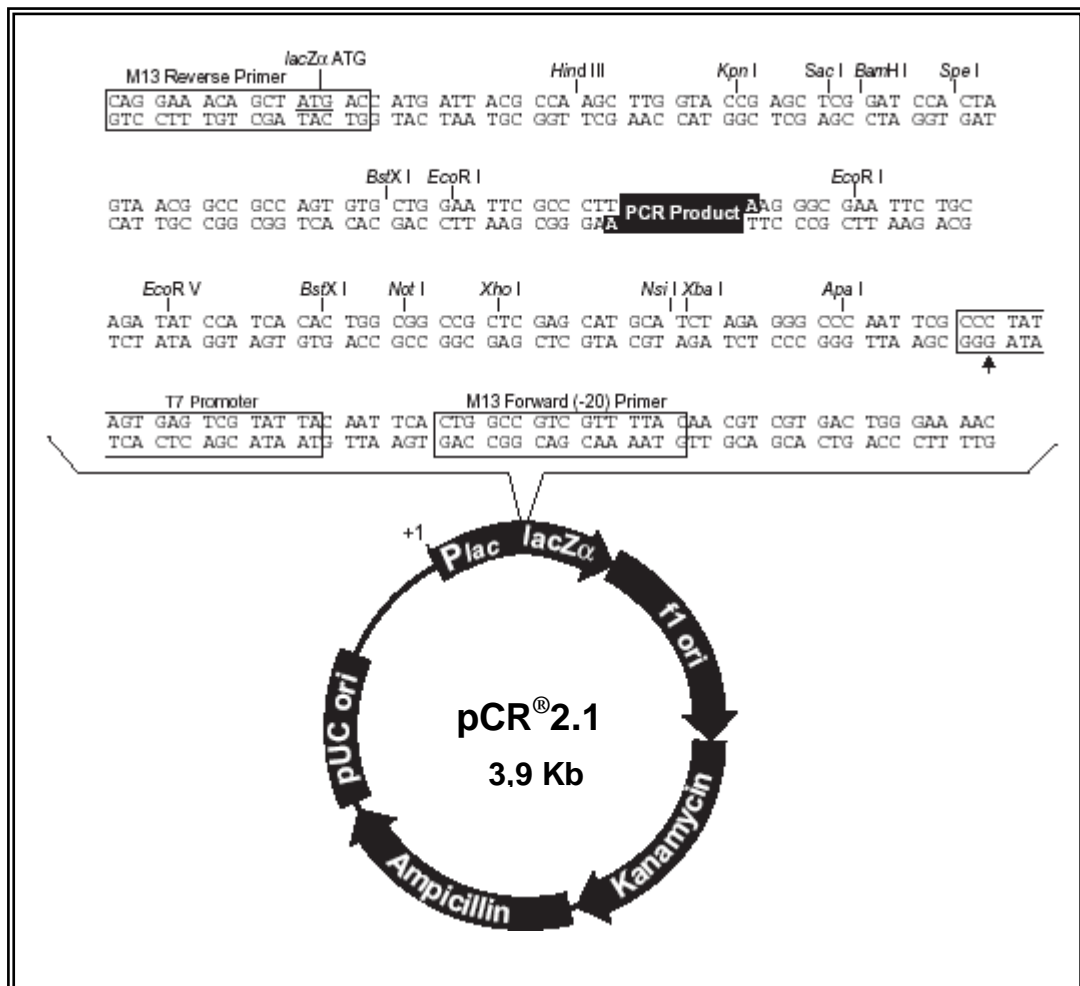 lacZα ATG
M13 Reverse Primer Hind III Kpn I Sac I BamH I Spe I
CAG GAA ACA GCT ATG ACC ATG ATT ACG CCA AGC TTG GTA CCG AGC TCG GAT CCA CTA
GTC CTT TGT CGA TAC TGG TAC TAA TGC GGT TCG AAC CAT GGC TCG AGC CTA GGT GAT
BstX I EcoR I EcoR I
GTA ACG GCC GCC AGT GTG CTG GAA TTC GCC CTT PCR Product AAG GGC GAA TTC TGC
CAT TGC CGG CGG TCA CAC GAC CTT AAG CGG GAA TTC CCG CTT AAG ACG
EcoR V BstX I Not I Xho I Nsi I Xba I Apa I
AGA TAT CCA TCA CAC TGG CGG CCG CTC GAG CAT GCA TCT AGA GGG CCC AAT TCG CCC TAT
TCT ATA GGT AGT GTG ACC GCC GGC GAG CTC GTA CGT AGA TCT CCC GGG TTA AGC GGG ATA
T7 Promoter M13 Forward (-20) Primer
AGT GAG TCG TAT TAC AAT TCA CTG GCC GTC GTT TTA CAA CGT CGT GAC TGG GAA AAC
TCA CTC AGC ATA ATG TTA AGT GAC CGG CAG CAA AAT GTT GCA GCA CTG ACC CTT TTG
+1
Plac lacZα
f1 ori
pUC ori
pCR®2.1
3,9 Kb
Kanamycin
Ampicillin